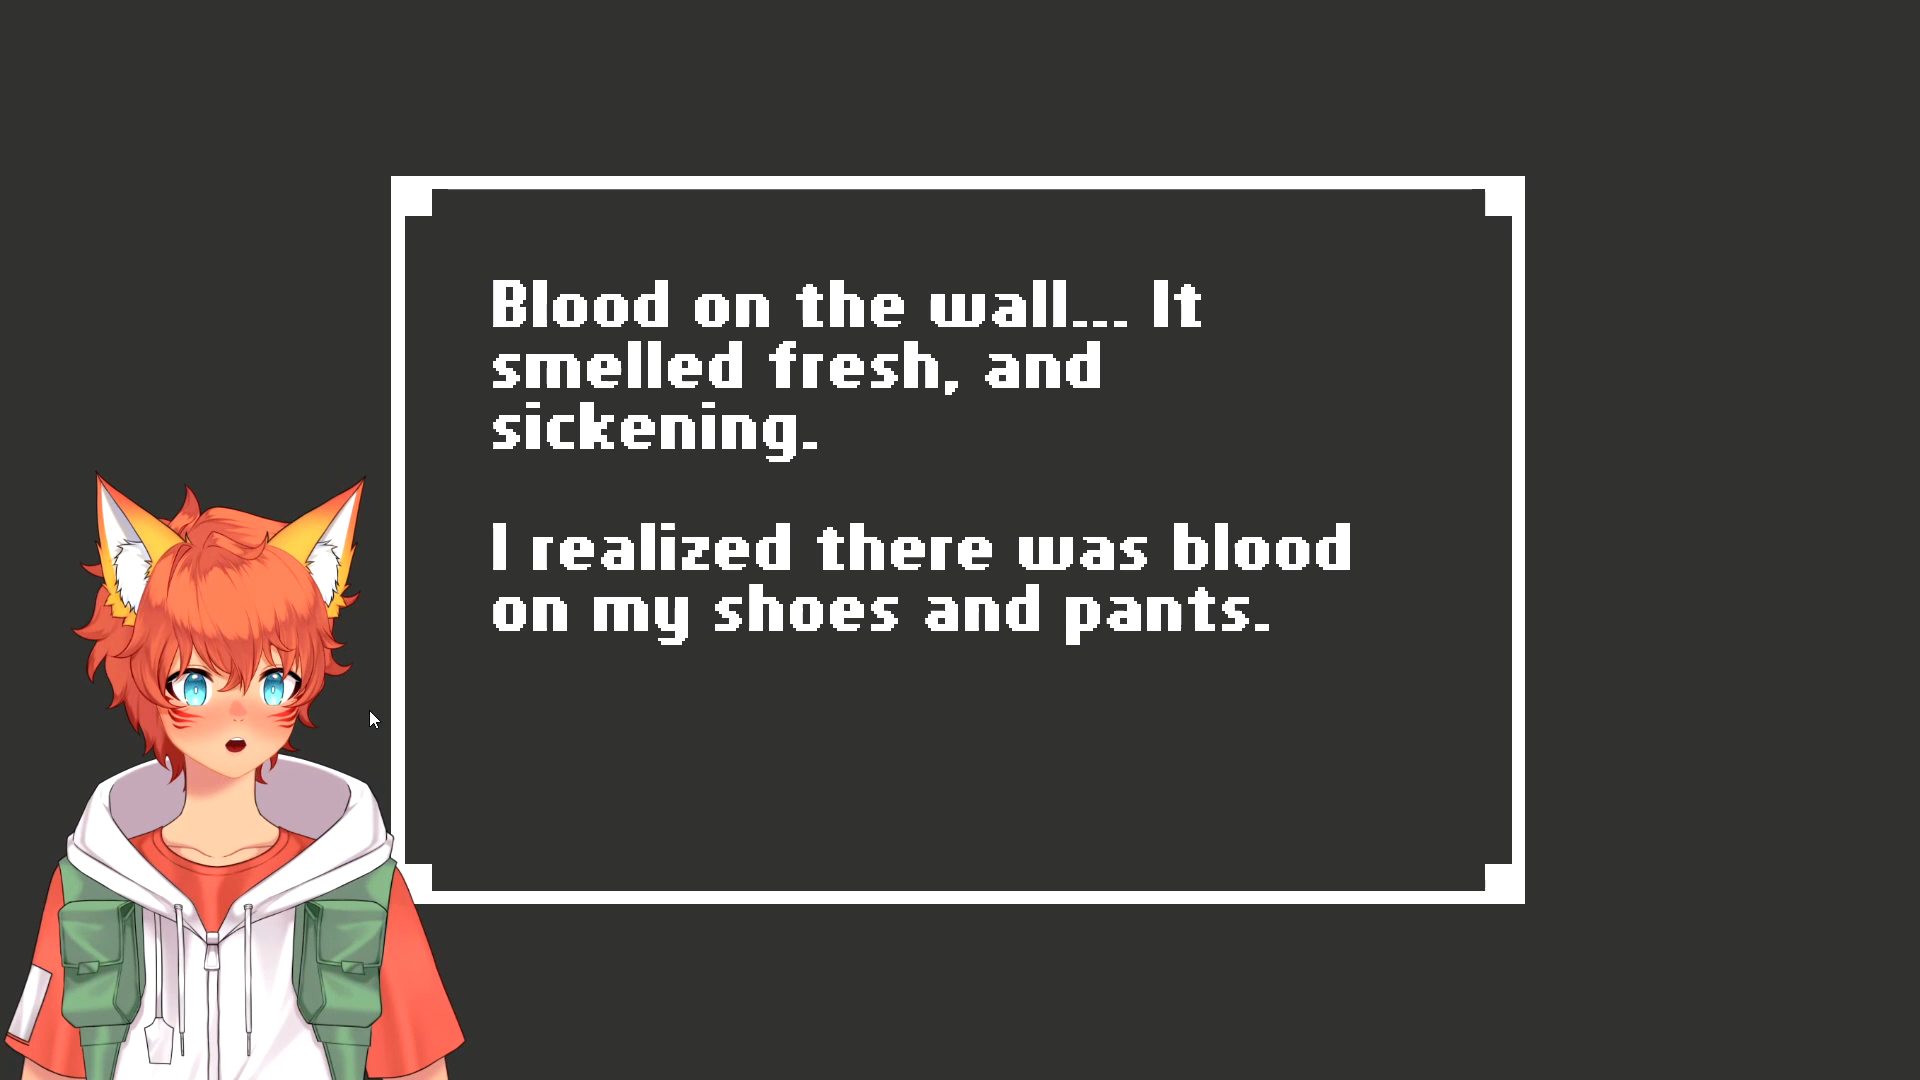 Blood on the wall... It
smelled fresh, and
sickening.
I realized there was blood
on my shoes and pants.